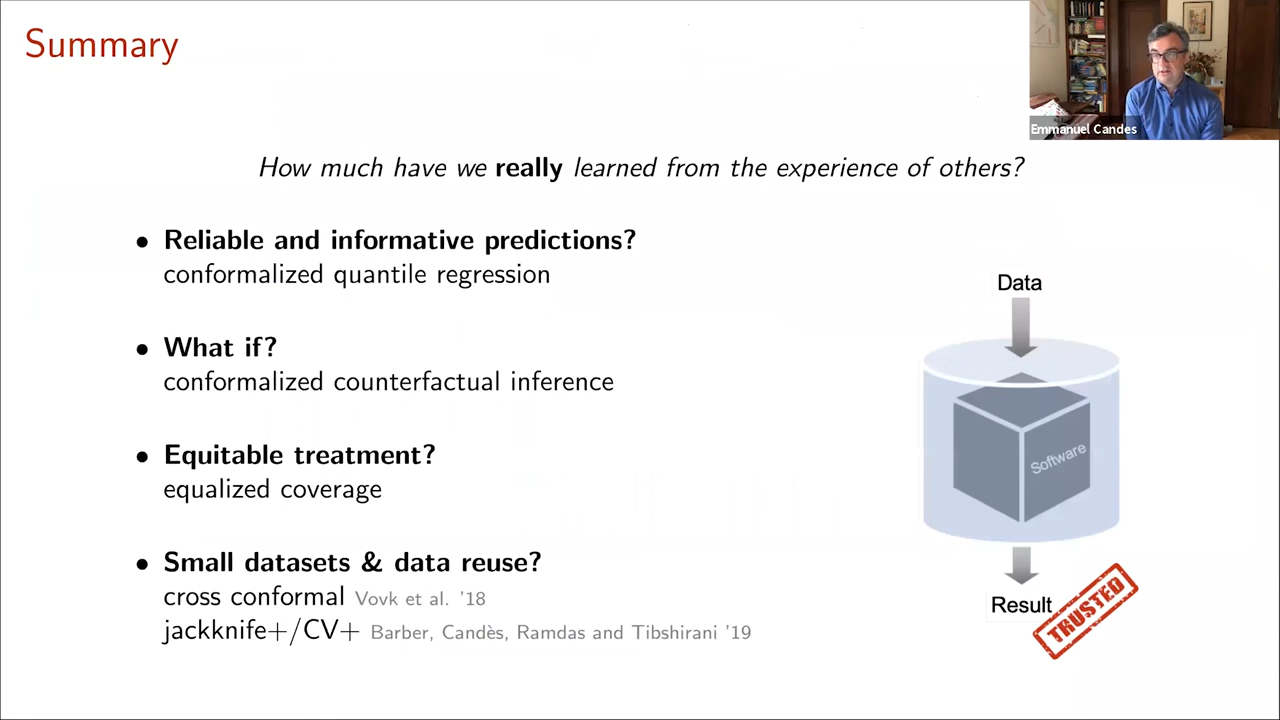 Summary
Emmanuel Candes
How much have we really learned from the experience of others?
• Reliable and informative predictions?
conformalized quantile regression
• What if?
conformalized counterfactual inference
• Equitable treatment?
equalized coverage
• Small datasets & data reuse?
cross conformal Vovk et al. '18
jackknife+/CV+ Barber, Candès, Ramdas and Tibshirani '19
Data
Software
Result
TRUSTED